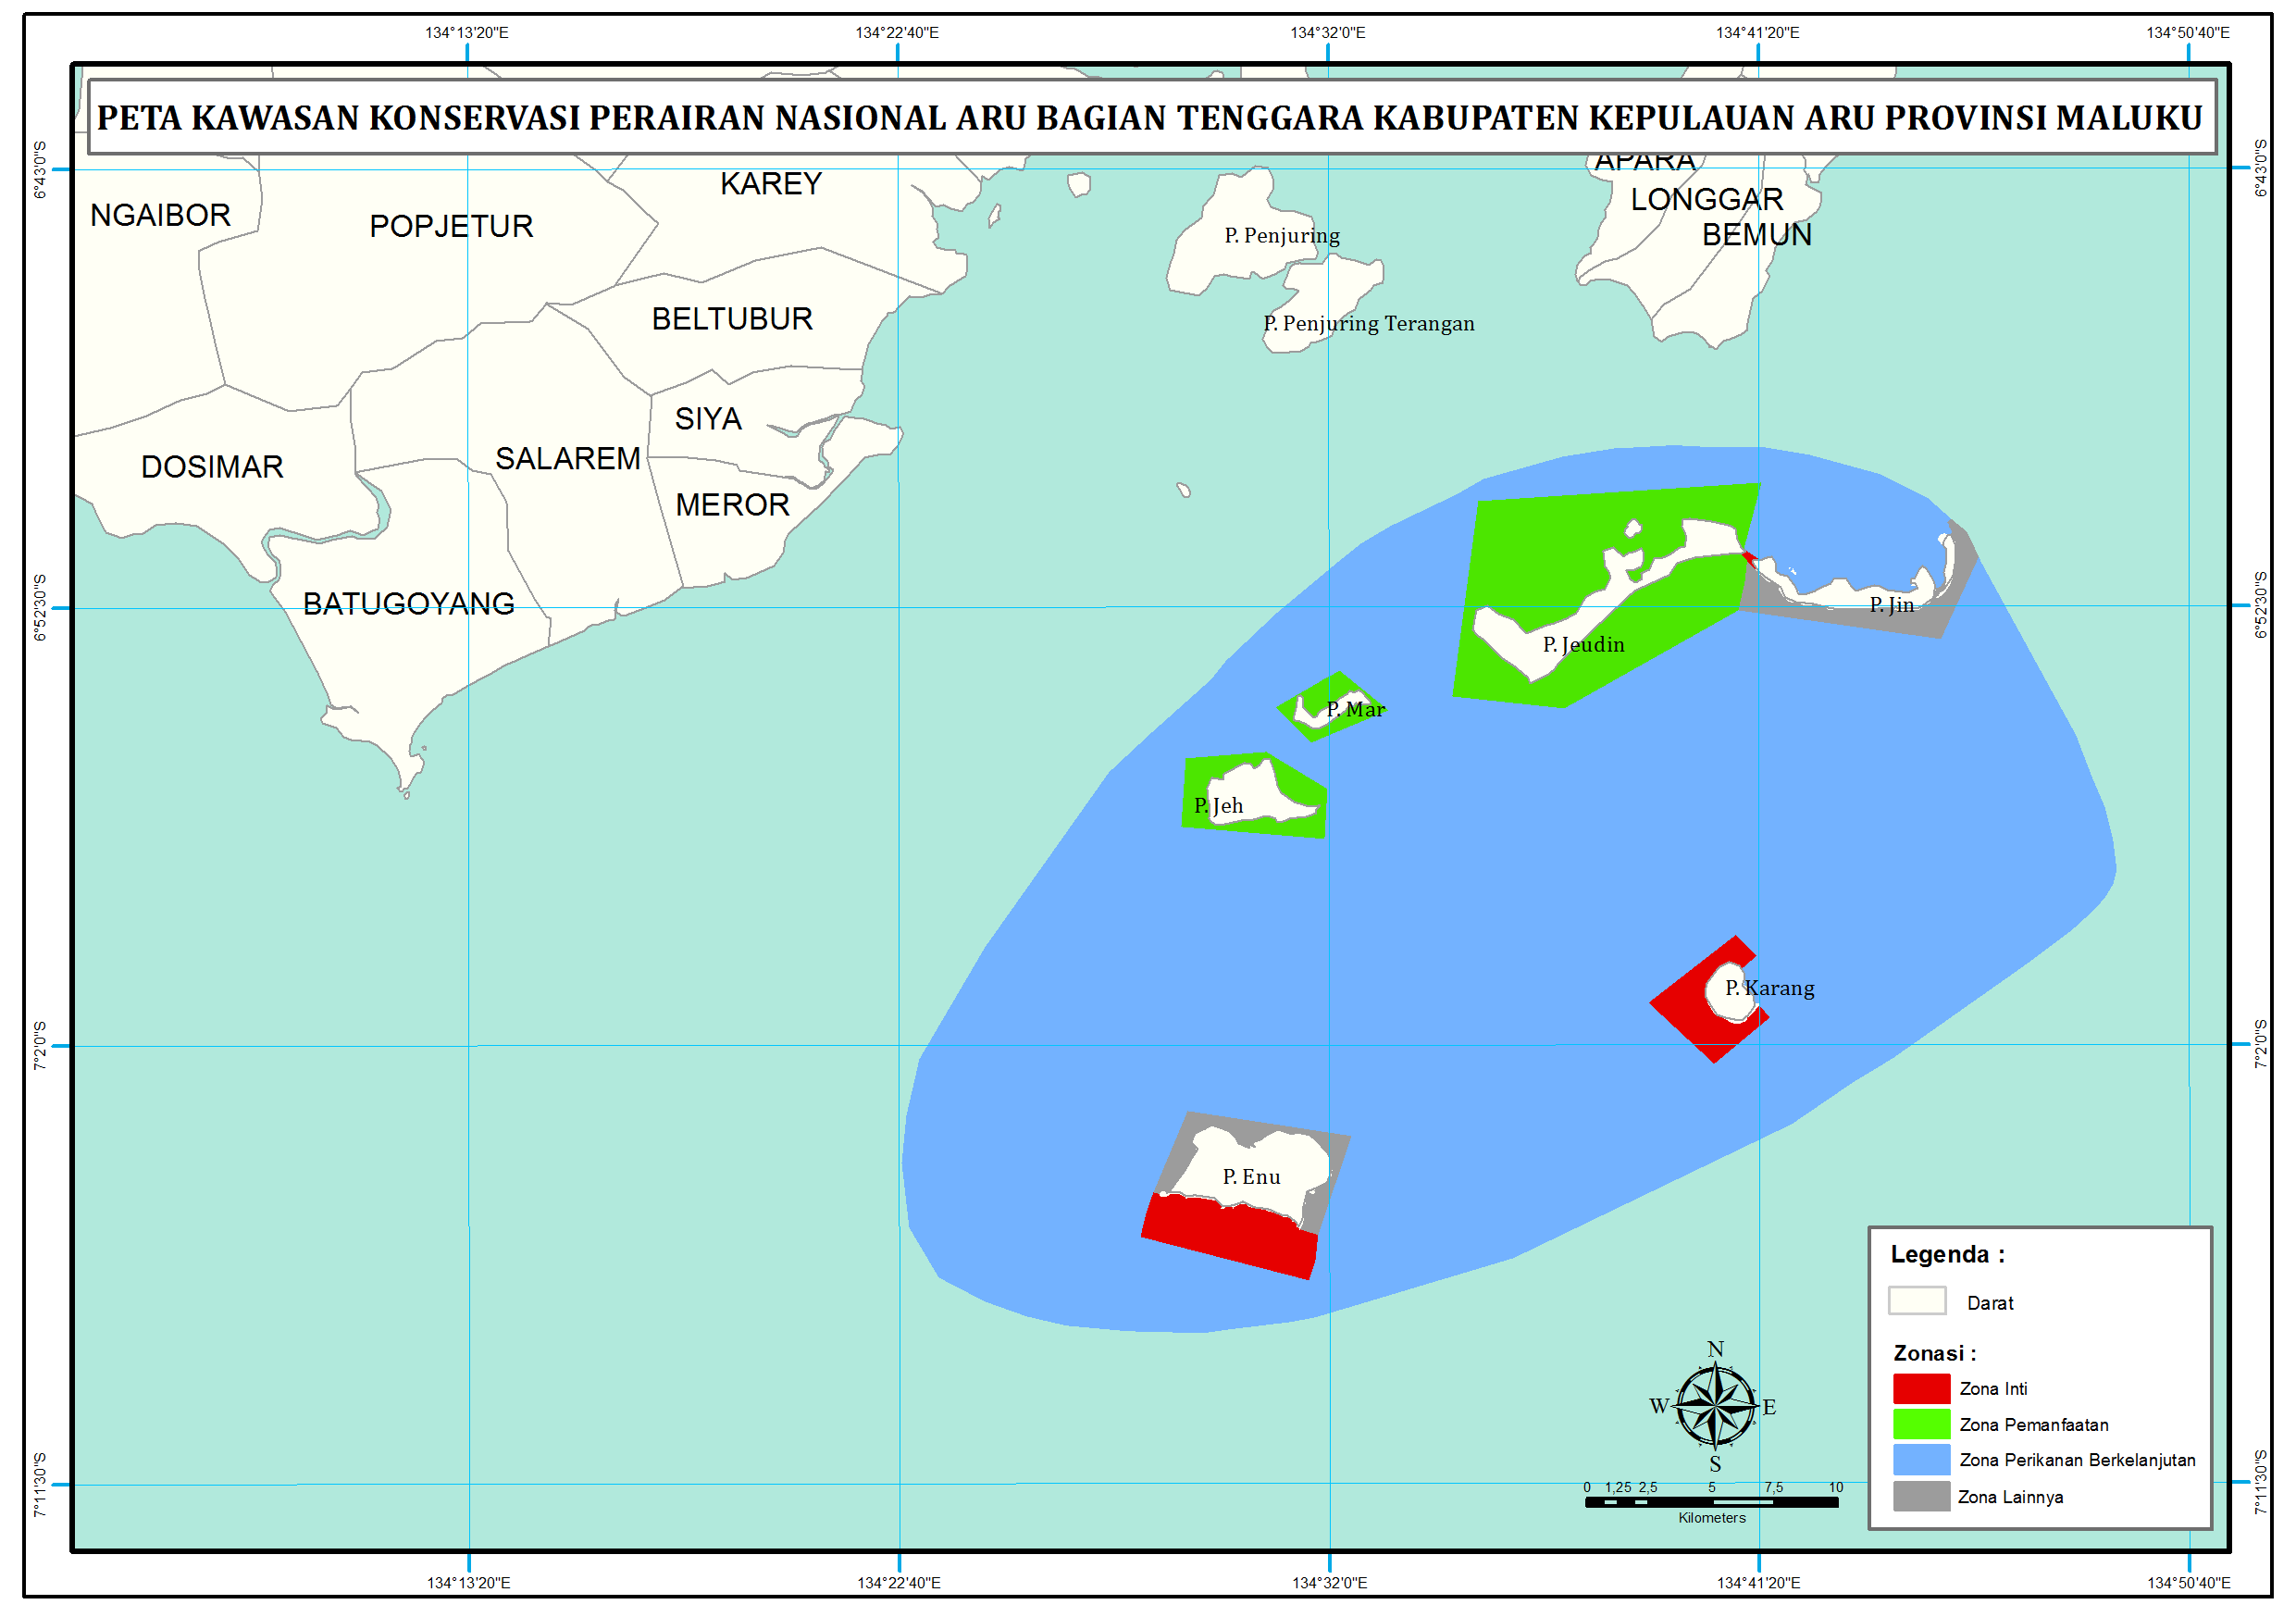 134°13'20"E 134°22'40"E 134°32'0"E 134°41'20"E 134°50'40"E
PETA KAWASAN KONSERVASI PERAIRAN NASIONAL ARU BAGIAN TENGGARA KABUPATEN KEPULAUAN ARU PROVINSI MALUKU
6°43'0"S
6°43'0"S
APARA
KAREY
LONGGAR
NGAIBOR
POPJETUR
P. Penjuring
BEMUN
BELTUBUR
P. Penjuring Terangan
SIYA
SALAREM
DOSIMAR
MEROR
6°52'30"S
BATUGOYANG
P. Jin
6°52'30"S
P. Jeudin
P. Mar
P. Jeh
P. Karang
7°2'0"S
7°2'0"S
P. Enu
Legenda :
Darat
Zonasi :
Zona Inti
Zona Pemanfaatan
Zona Perikanan Berkelanjutan
Zona Lainnya
N
W
E
S
0 1,25 2,5 5 7,5 10
Kilometers
7°11'30"S
7°11'30"S
134°13'20"E 134°22'40"E 134°32'0"E 134°41'20"E 134°50'40"E